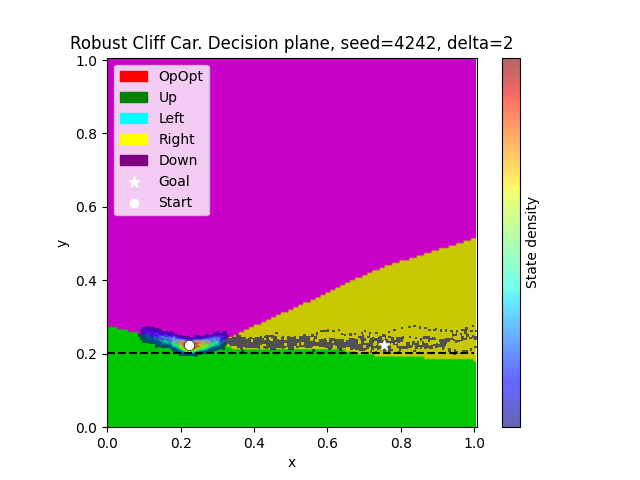 Robust Cliff Car. Decision plane, seed=4242, delta=2
1.0
0.8
0.6
0.4
0.2
0.0
y
OpOpt
Up
Left
Right
Down
Goal
Start
0.0 0.2 0.4 0.6 0.8 1.0
x
State density